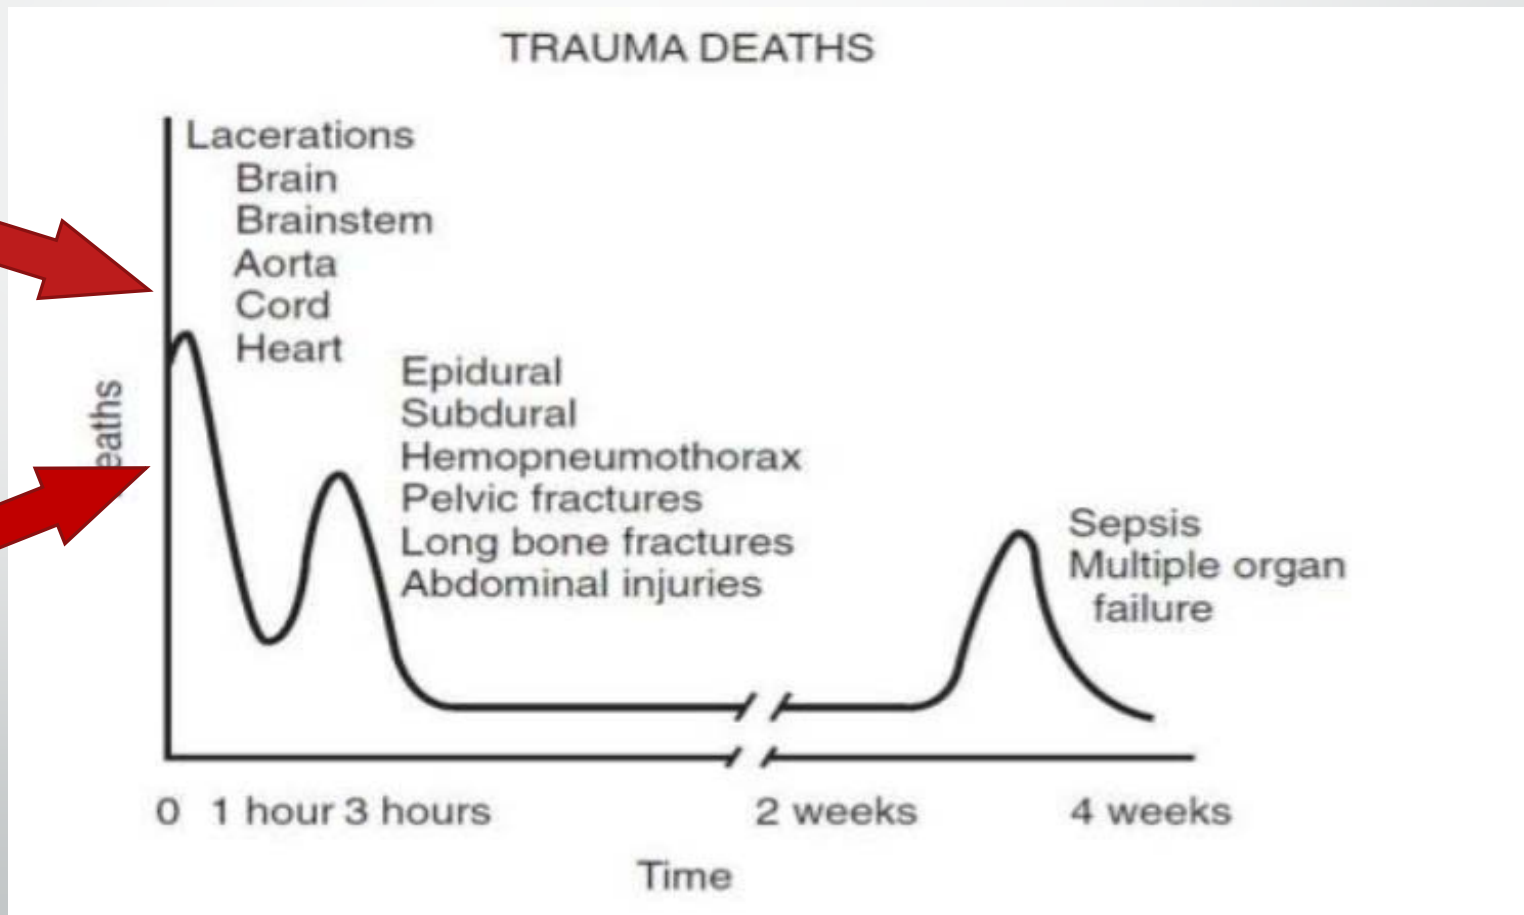 TRAUMA DEATHS
Lacerations
Brain
Brainstem
Aorta
Cord
Heart
Epidural
Subdural
Hemopneumothorax
Pelvic fractures
Long bone fractures
Abdominal injuries
Sepsis
Multiple organ
failure
eaths
0 1 hour 3 hours 2 weeks 4 weeks
Time